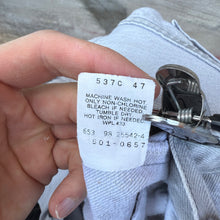 537C 47
MACHINE WASH HOT
ONLY NON-CHLORINE
BLEACH IF NEEDED
TUMBLE DRY
HOT IRON IF NEEDED
WPL 423
653 98 25542-4
501-0657